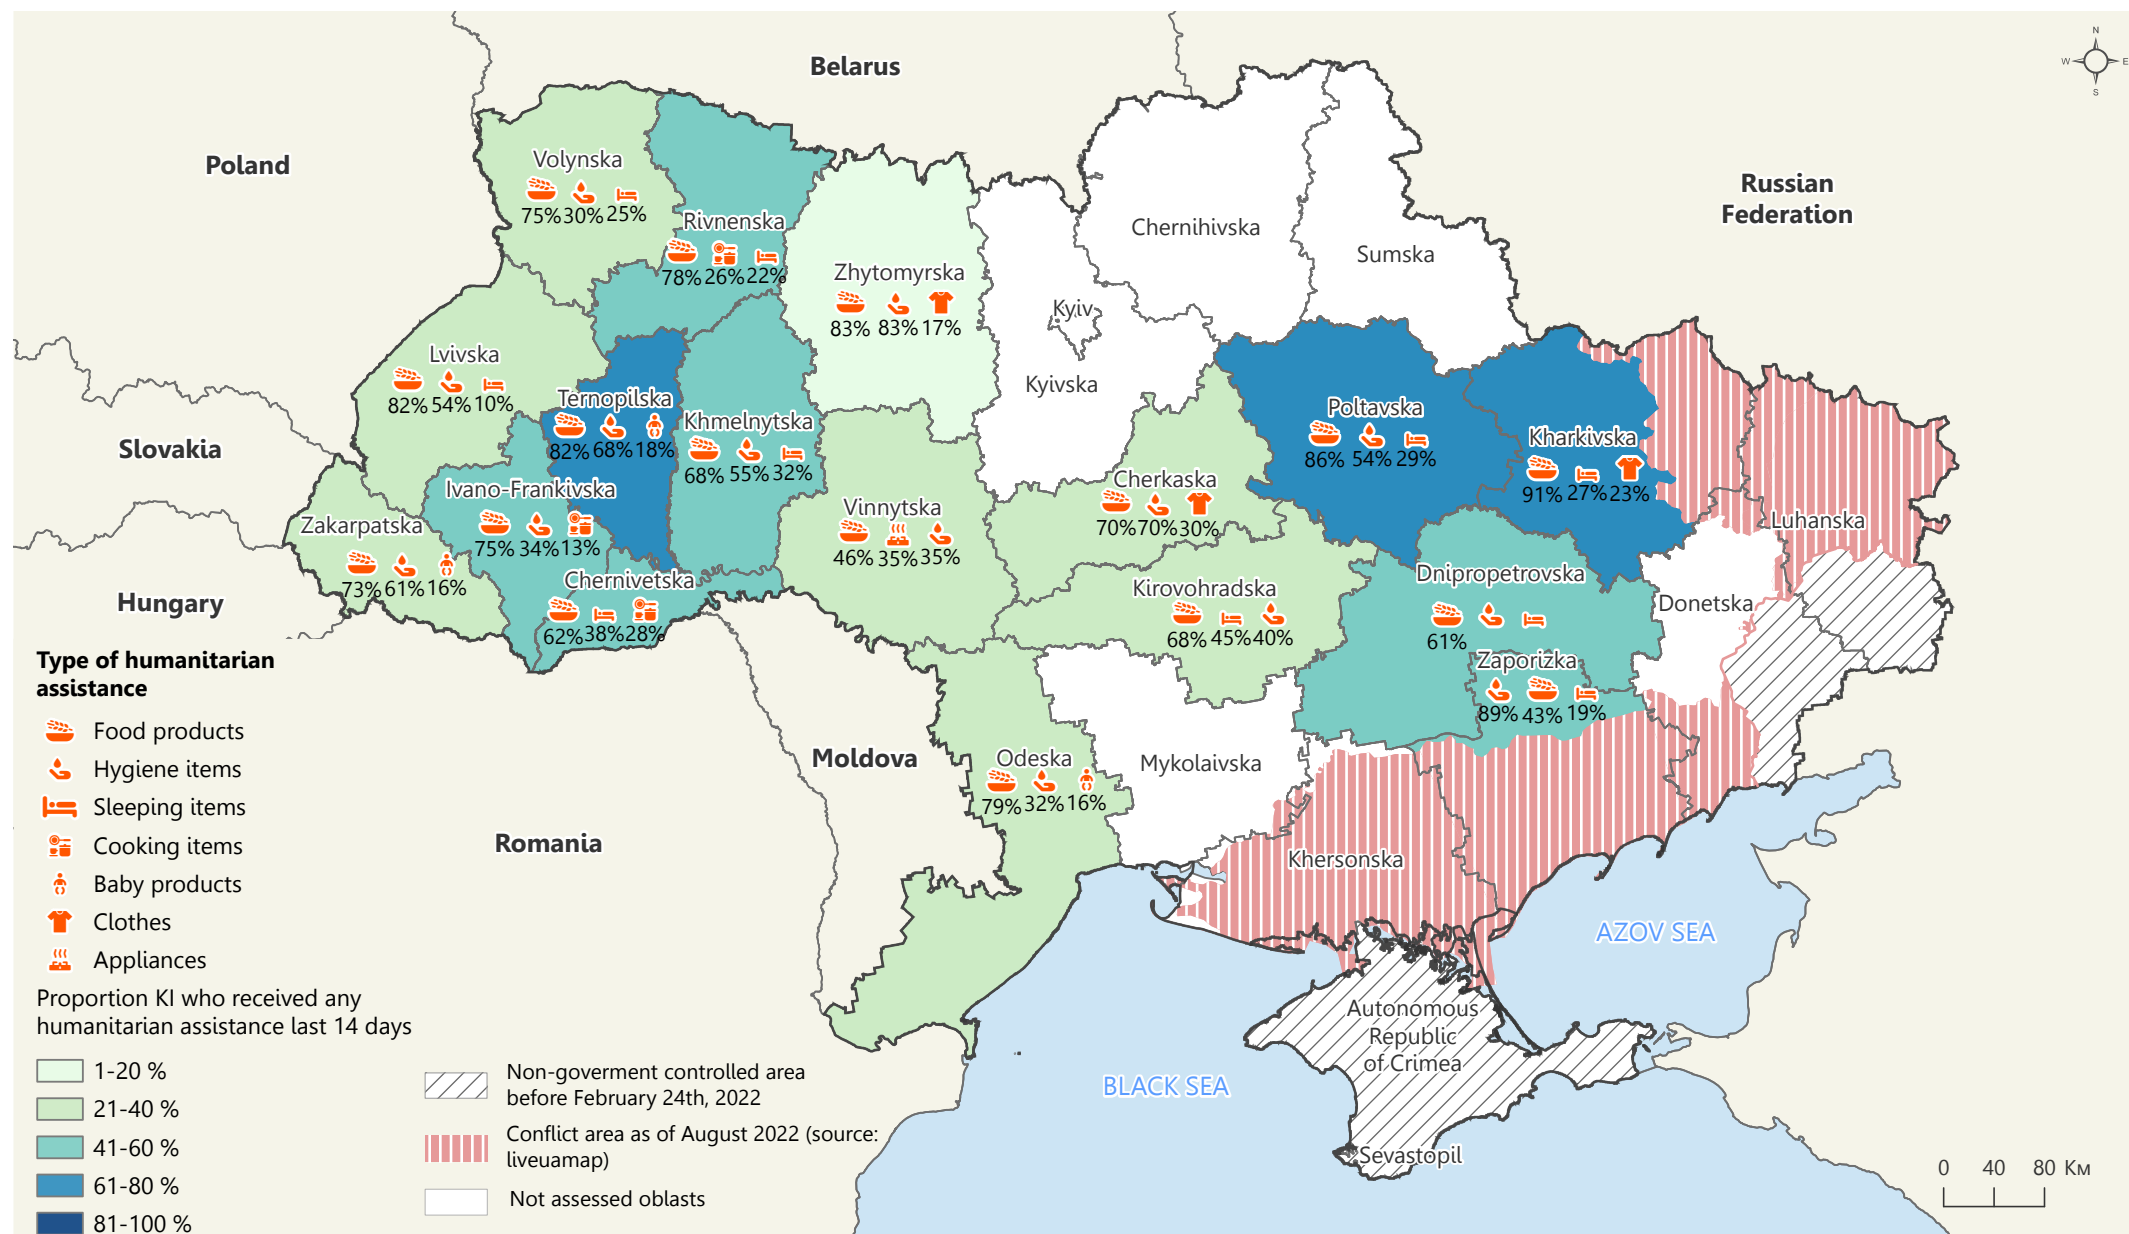 Belarus
N
W
E
S
Poland
Volynska
75% 30% 25%
Rivnenska
78% 26% 22%
Zhytomyrska
83% 83% 17%
Chernihivska
Sumska
Russian
Federation
Kyiv
Kyivska
Lvivska
82% 54% 10%
Ternopilska
82% 68% 18%
Khmelnytska
68% 55% 32%
Poltavska
86% 54% 29%
Kharkivska
91% 27% 23%
Slovakia
Ivano-Frankivska
75% 34% 13%
Zakarpatska
73% 61% 16%
Vinnytska
46% 35% 35%
Cherkaska
70% 70% 30%
Luhanska
Hungary
Chernivetska
62% 38% 28%
Kirovohradska
68% 45% 40%
Dnipropetrovska
61%
Donetska
Zaporizka
89% 43% 19%
Moldova
Odeska
79% 32% 16%
Mykolaivska
Romania
Khersonska
AZOV SEA
Autonomous
Republic
of Crimea
BLACK SEA
Sevastopil
Type of humanitarian
assistance
Food products
Hygiene items
Sleeping items
Cooking items
Baby products
Clothes
Appliances
Proportion KI who received any
humanitarian assistance last 14 days
1-20 %
21-40 %
41-60 %
61-80 %
81-100 %
Non-goverment controlled area
before February 24th, 2022
Conflict area as of August 2022 (source:
liveuamap)
Not assessed oblasts
0 40 80 Км